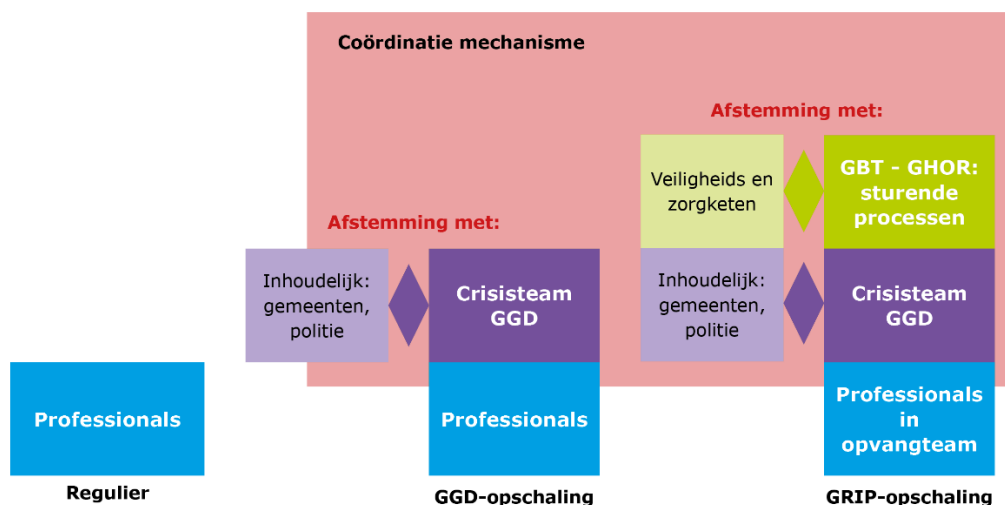 Coördinatie mechanisme
Afstemming met:
Veiligheids en
zorgketen
GBT - GHOR:
sturende
processen
Afstemming met:
Inhoudelijk:
gemeenten,
politie
Crisisteam
GGD
Inhoudelijk:
gemeenten,
politie
Crisisteam
GGD
Professionals
Professionals
Professionals
in
opvangteam
Regulier
GGD-opschaling
GRIP-opschaling